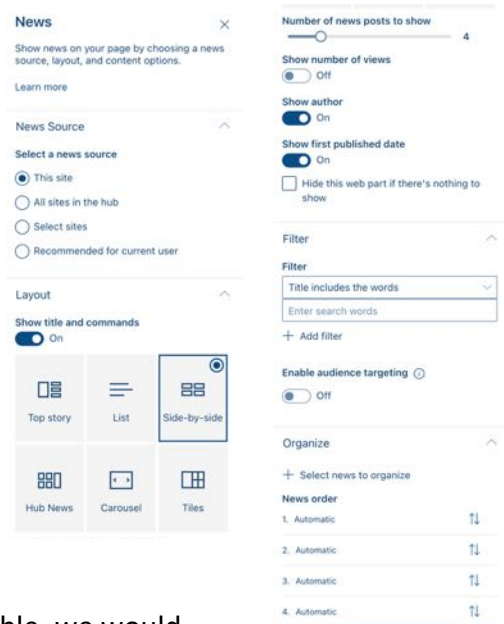 News
Show news on your page by choosing a news
source, layout, and content options.
Learn more
News Source
Select a news source
This site
All sites in the hub
Select sites
Recommended for current user
Layout
Show title and commands
On
Top story
List
Side-by-side
Hub News
Carousel
Tiles
Number of news posts to show
4
Show number of views
Off
Show author
On
Show first published date
On
Hide this web part if there's nothing to
show
Filter
Filter
Title includes the words
Enter search words
+ Add filter
Enable audience targeting
Off
Organize
+ Select news to organize
News order
1. Automatic
2. Automatic
3. Automatic
4. Automatic
we would